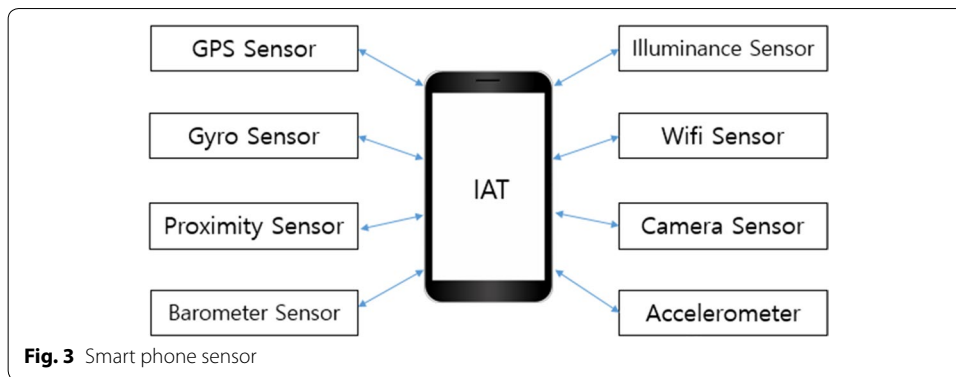 GPS Sensor
Gyro Sensor
Proximity Sensor
Barometer Sensor
IAT
Illuminance Sensor
Wifi Sensor
Camera Sensor
Accelerometer
Fig. 3 Smart phone sensor